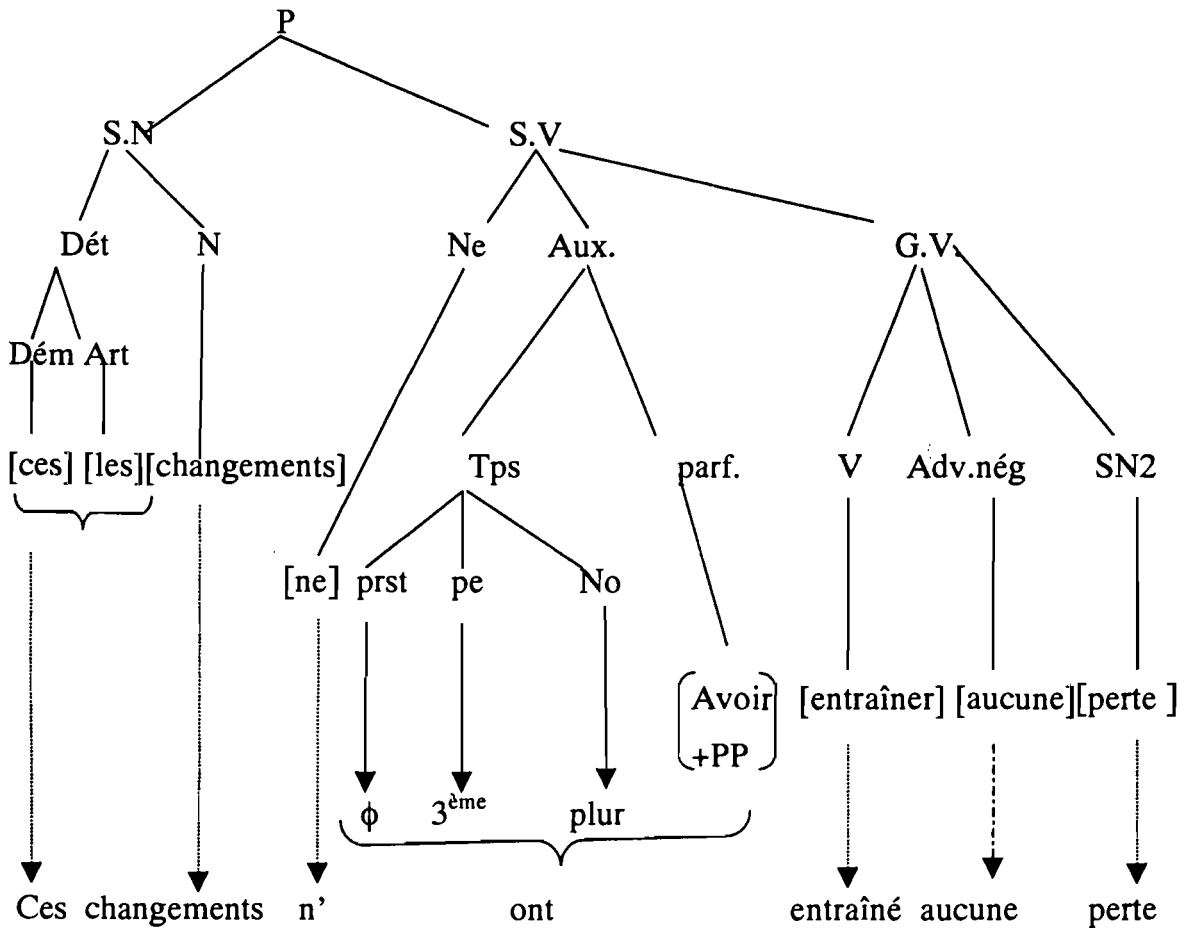 P
S.N S.V
Dét N Ne Aux. G.V.
Dém Art
[ces] [les] [changements] Tps parf. V Adv.nég SN2
[ne] prst pe No
[Avoir [entraîner] [aucune] [perte ]
+PP]
ϕ 3ème plur
Ces changements n' ont entraîné aucune perte